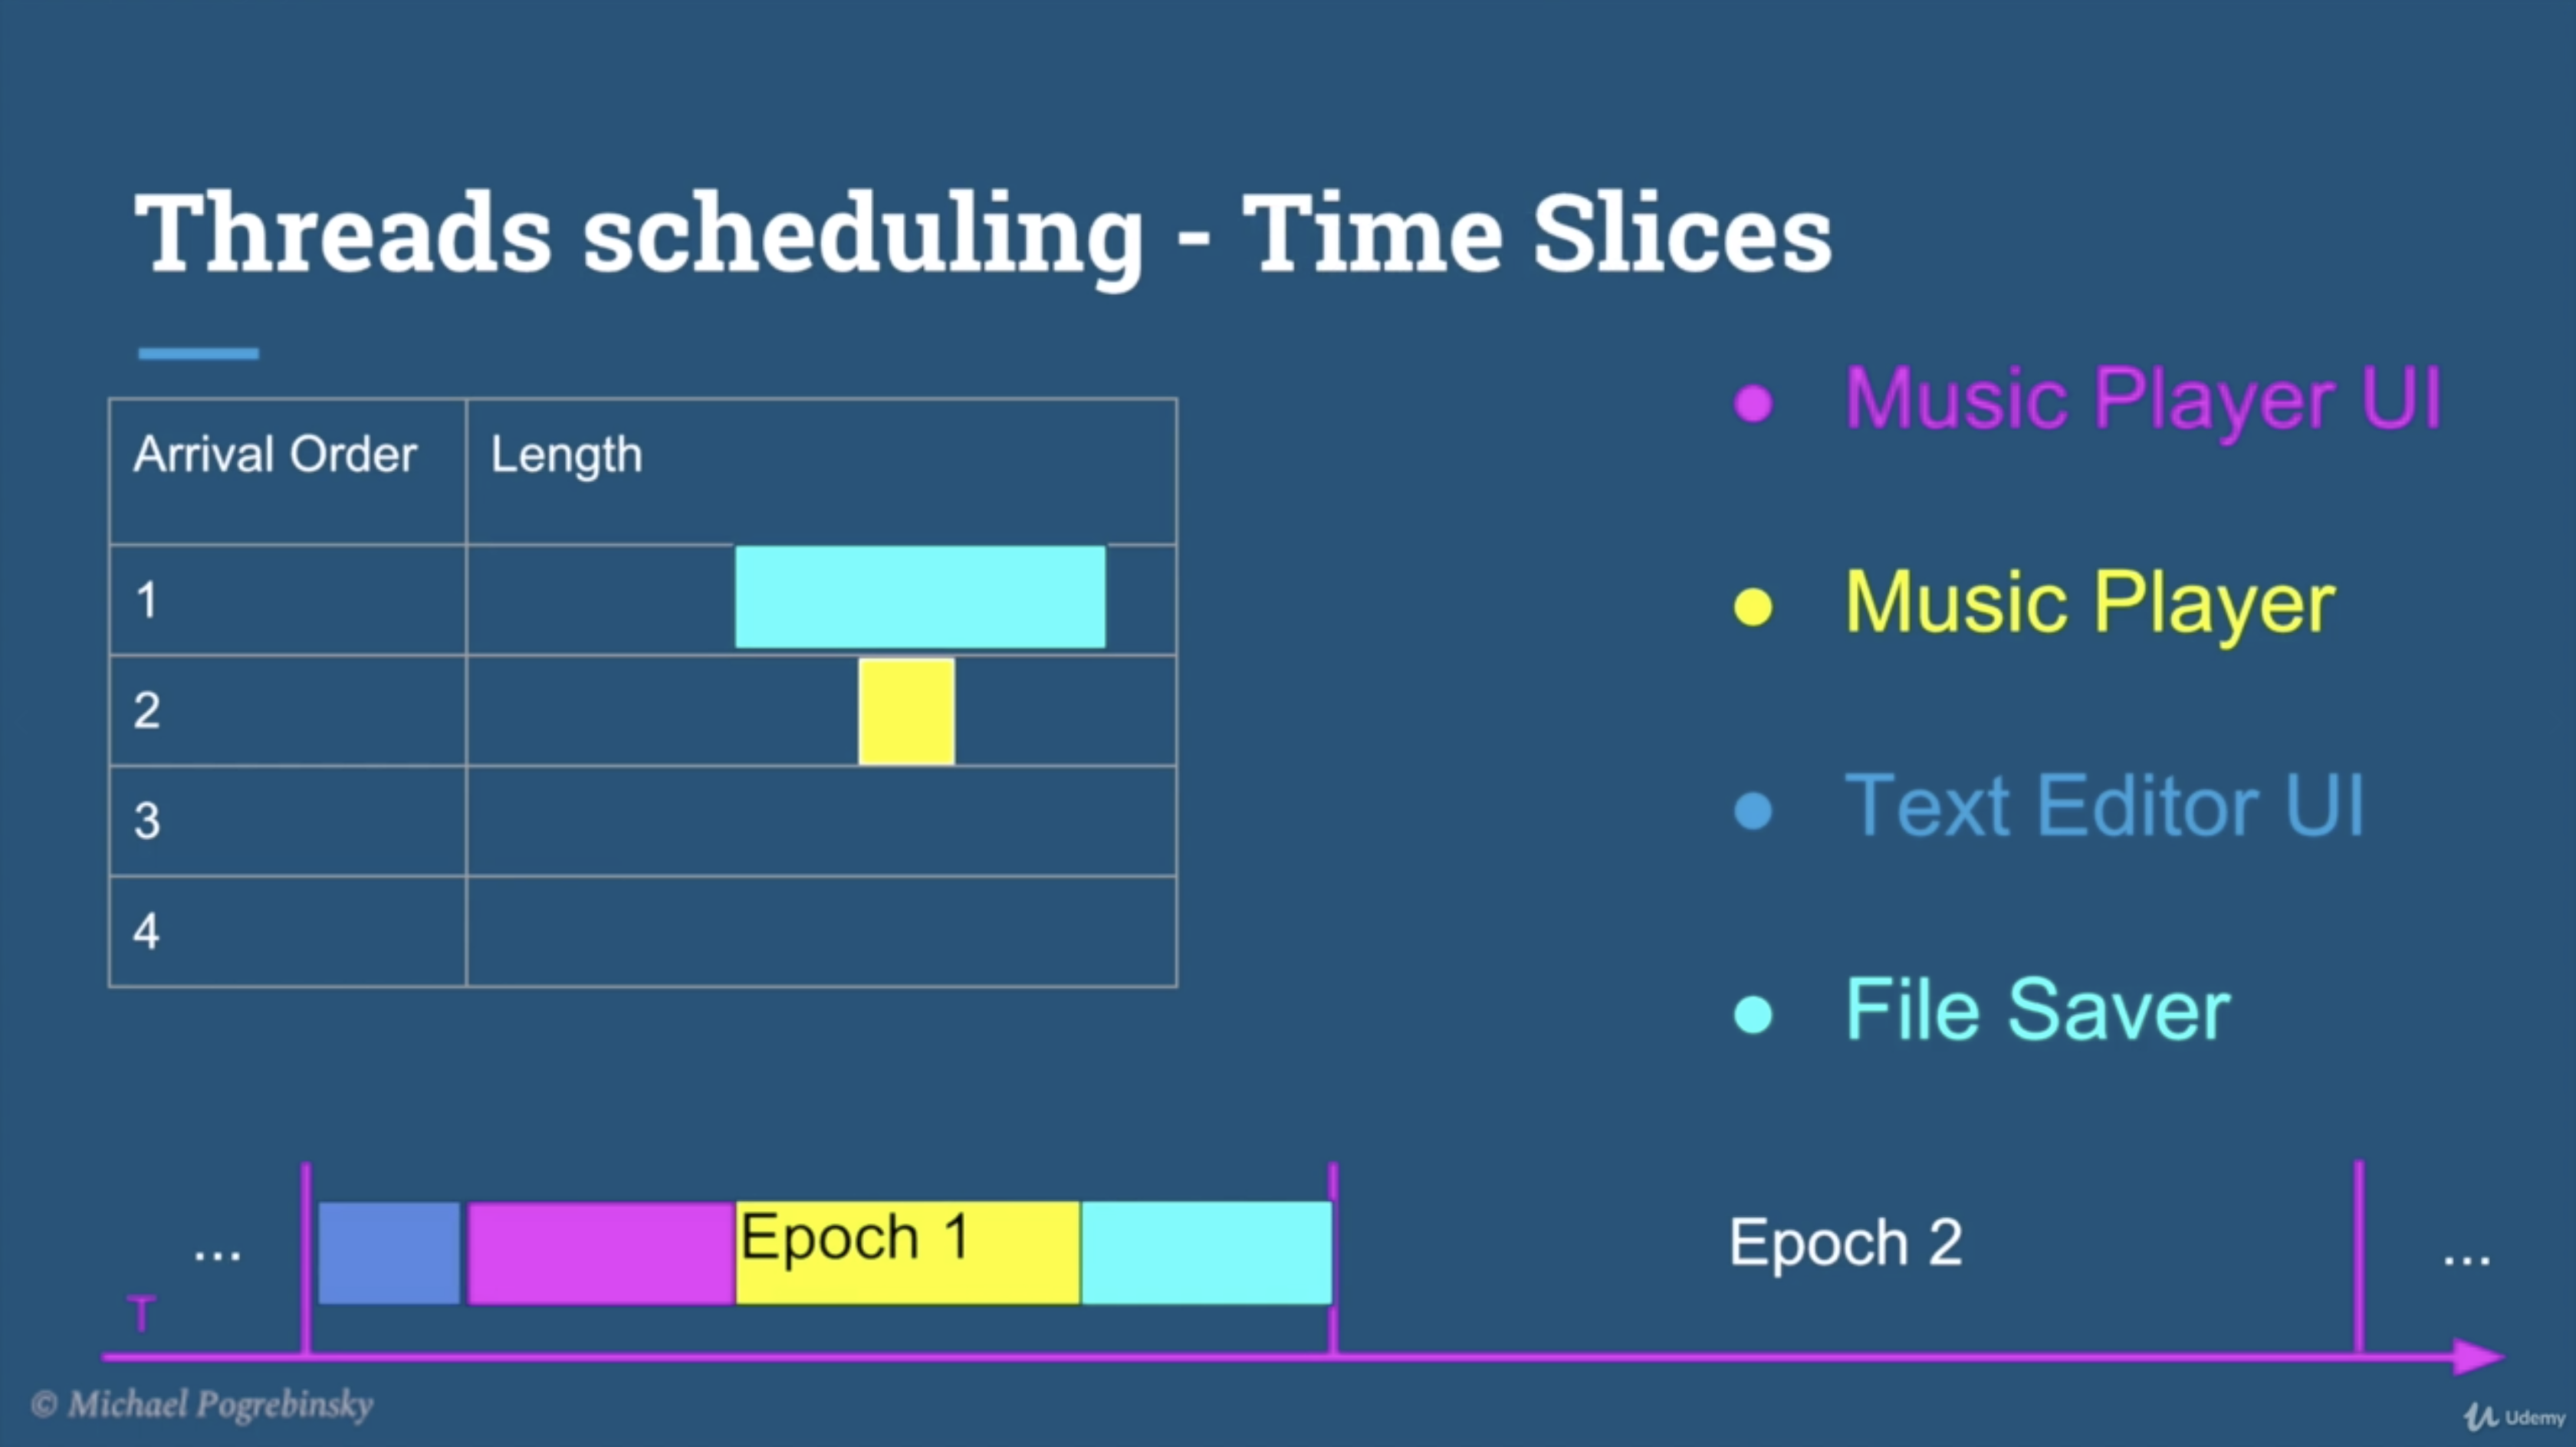 Threads scheduling - Time Slices
Arrival Order
Length
1
2
3
4
Music Player UI
Music Player
Text Editor UI
File Saver
...
Epoch 1
Epoch 2
...
T
© Michael Pogrebinsky
Udemy